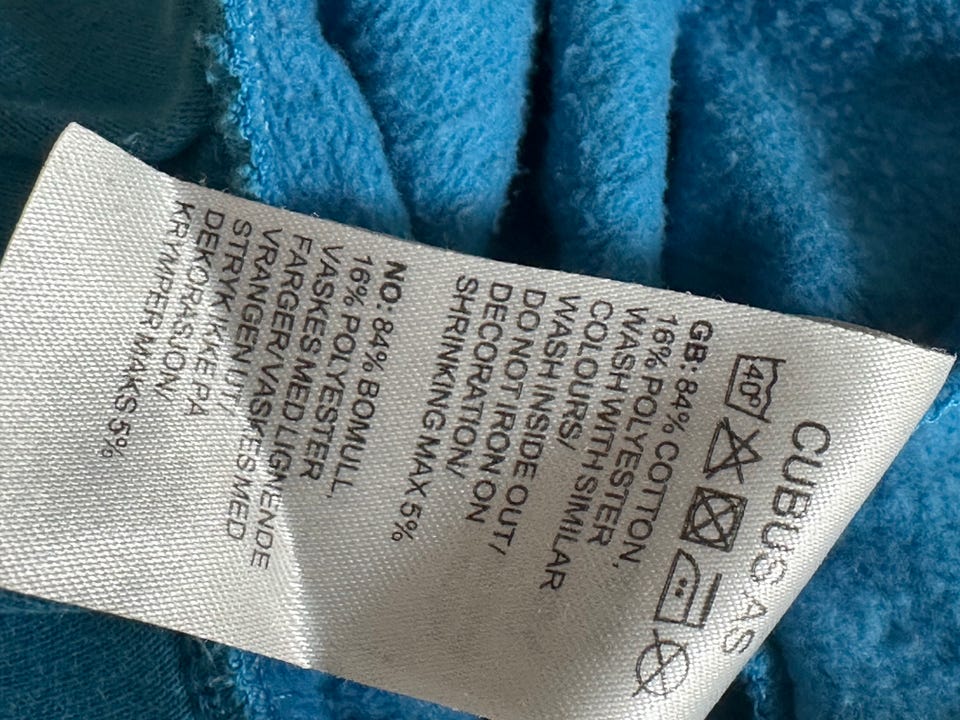 CUBUS AS
40°
GB: 84% COTTON,
16% POLYESTER
WASH WITH SIMILAR
COLOURS/
WASH INSIDE OUT/
DO NOT IRON ON
DECORATION/
SHRINKING MAX 5%
NO: 84% BOMULL,
16% POLYESTER
VASKES MED LIGNENDE
FARGER/VASKES MED
VRANGEN UT/
STRYK IKKE PÅ
DEKORASJON
KRYMPER MAKS 5%